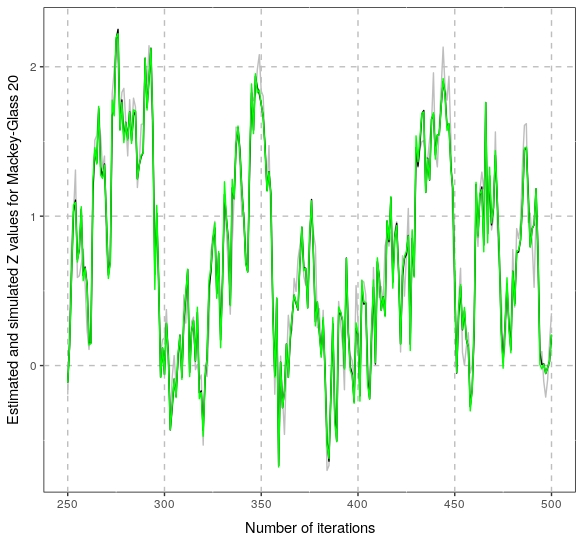 Estimated and simulated Z values for Mackey-Glass 20
2
1
0
250 300 350 400 450 500
Number of iterations